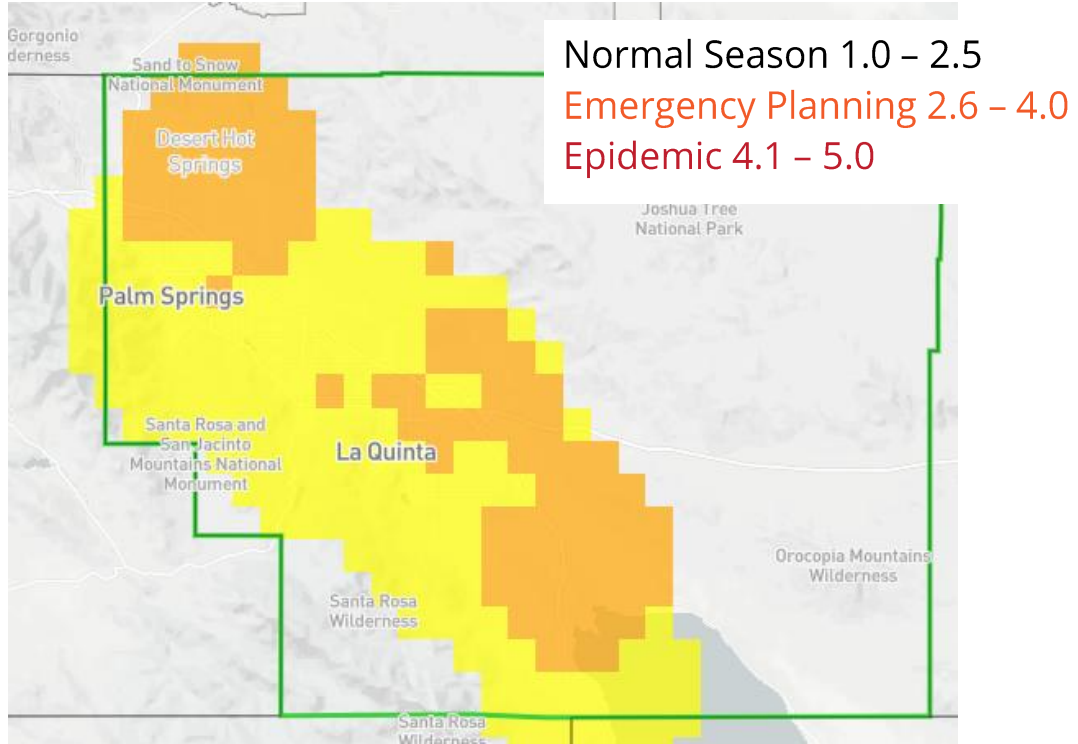 Gorgonio
derness
Sand to Snow
National Monument
Normal Season 1.0 – 2.5
Emergency Planning 2.6 – 4.0
Epidemic 4.1 – 5.0
Desert Hot
Springs
Joshua Tree
National Park
Palm Springs
Santa Rosa and
San Jacinto
Mountains National
Monument
La Quinta
Orocopia Mountains
Wilderness
Santa Rosa
Wilderness
Santa Rosa
Wilderness